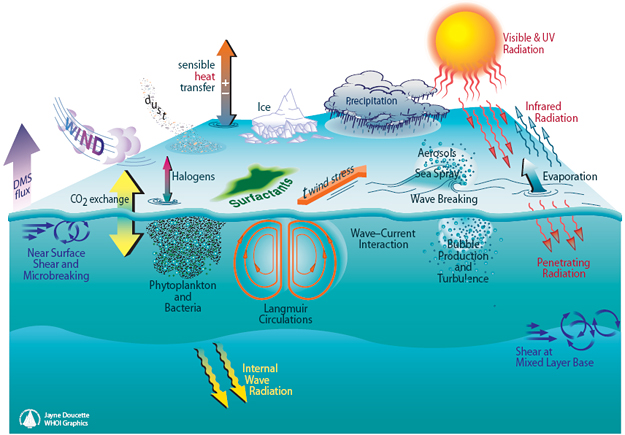 Visible & UV
Radiation
sensible
heat
transfer
+
–
dust
Ice
Precipitation
Infrared
Radiation
WIND
DMS
flux
CO2 exchange
Halogens
Surfactants
τ wind stress
Aerosols
Sea Spray
Wave Breaking
Evaporation
Near Surface
Shear and
Microbreaking
Phytoplankton
and
Bacteria
Langmuir
Circulations
Wave–Current
Interaction
Bubble
Production
and
Turbulence
Penetrating
Radiation
Shear at
Mixed Layer Base
Internal
Wave
Radiation
Jayne Doucette
WHOI Graphics